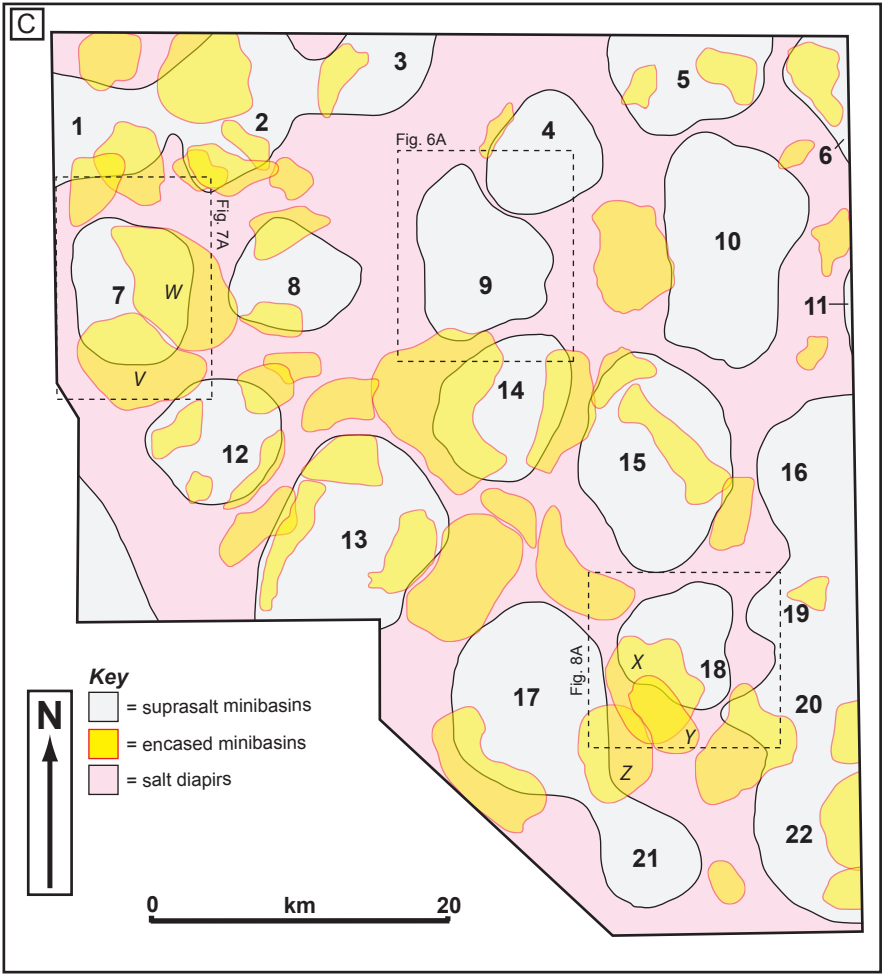 C
3
5
4
1
2
Fig. 6A
6
Fig. 7A
10
7
W
8
9
11
V
14
12
15
16
13
19
Fig. 8A
X
18
17
20
Y
Z
22
21
Key
= suprasalt minibasins
= encased minibasins
= salt diapirs
N
0 km 20